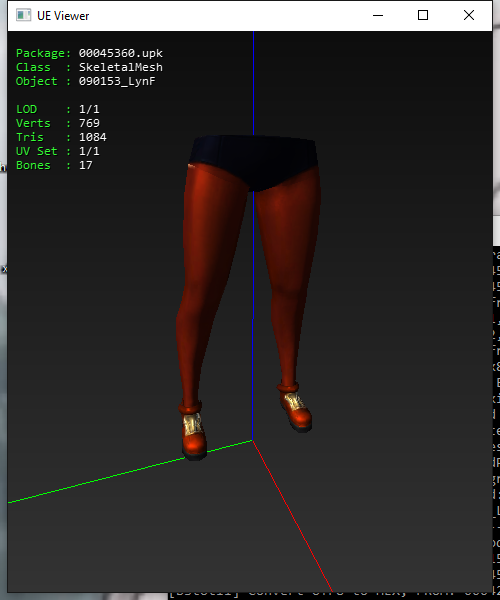 UE Viewer
Package: 00045360.upk
Class : SkeletalMesh
Object : 090153_LynF
LOD : 1/1
Verts : 769
Tris : 1084
UV Set : 1/1
Bones : 17